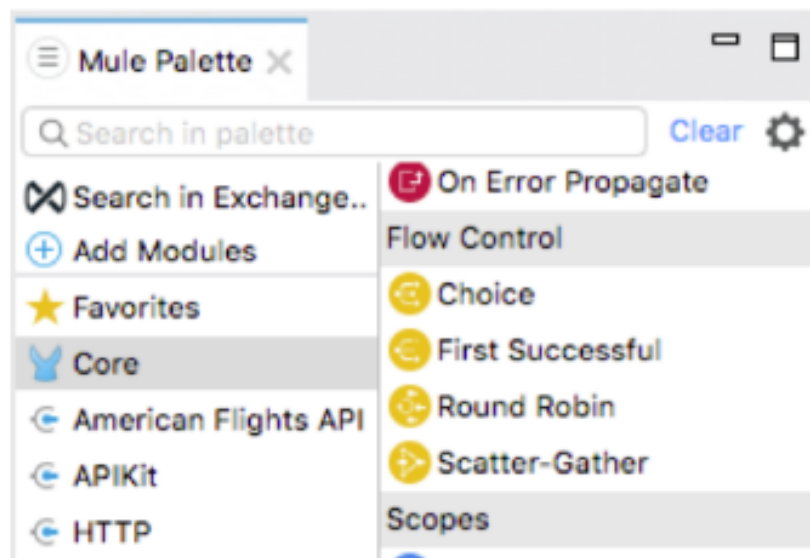 Mule Palette
Search in palette
Clear
Search in Exchange..
Add Modules
Favorites
Core
American Flights API
APIKit
HTTP
On Error Propagate
Flow Control
Choice
First Successful
Round Robin
Scatter-Gather
Scopes